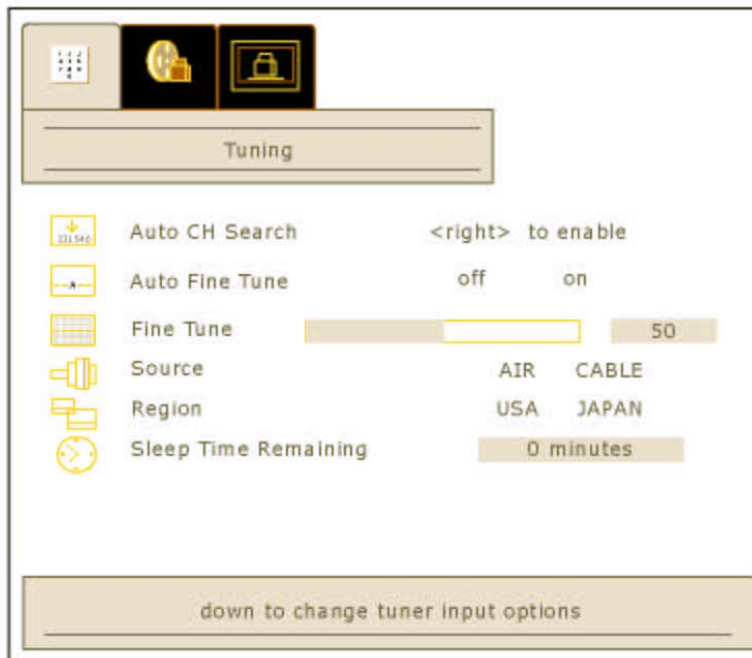 Tuning
Auto CH Search <right> to enable
Auto Fine Tune off on
Fine Tune 50
Source AIR CABLE
Region USA JAPAN
Sleep Time Remaining 0 minutes
down to change tuner input options